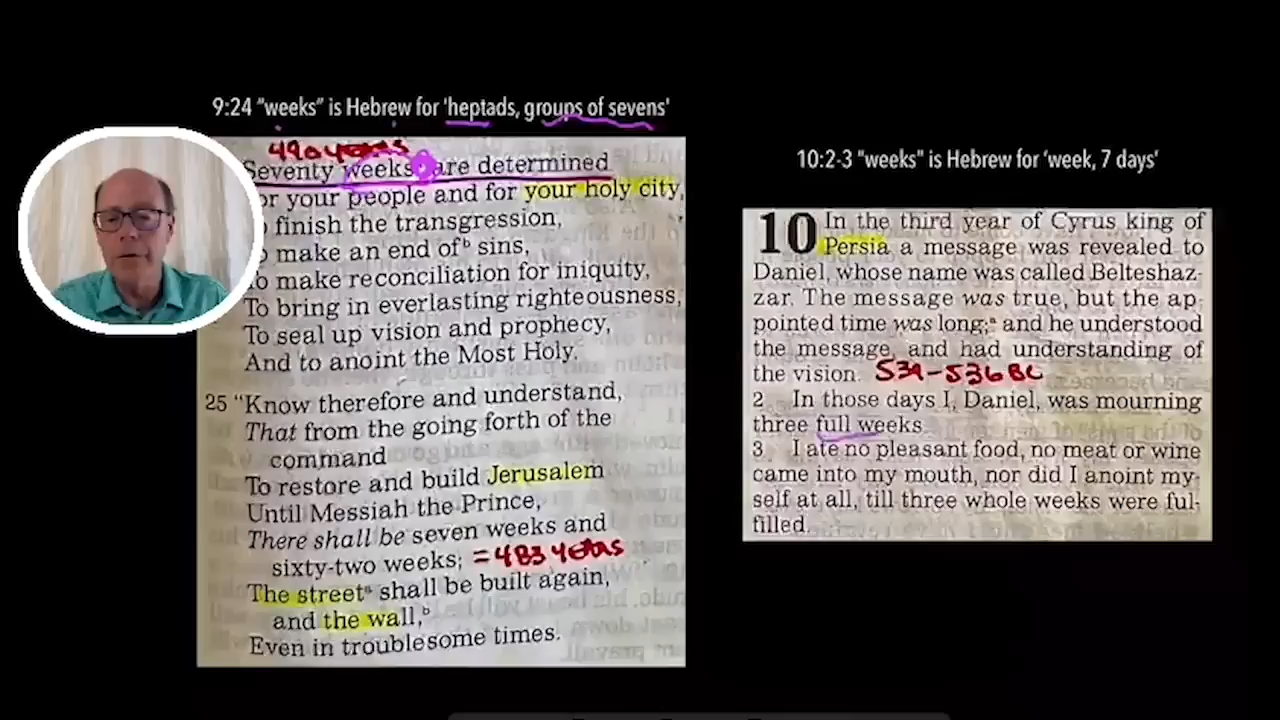 9:24 "weeks" is Hebrew for 'heptads, groups of sevens'
490 years
Seventy weeks are determined
your people and for your holy city,
finish the transgression,
make an end of b sins,
make reconciliation for iniquity,
To bring in everlasting righteousness,
To seal up vision and prophecy,
And to anoint the Most Holy.
25 "Know therefore and understand,
That from the going forth of the
command
To restore and build Jerusalem
Until Messiah the Prince,
There shall be seven weeks and
sixty-two weeks; =483 years
The street a shall be built again,
and the wall, b
Even in troublesome times.
10:2-3 "weeks" is Hebrew for 'week, 7 days'
10 In the third year of Cyrus king of
Persia a message was revealed to
Daniel, whose name was called Belteshaz-
zar. The message was true, but the ap-
pointed time was long; a and he understood
the message, and had understanding of
the vision. 539-536 BC
2 In those days I, Daniel, was mourning
three full weeks.
3 I ate no pleasant food, no meat or wine
came into my mouth, nor did I anoint my-
self at all, till three whole weeks were ful-
filled.